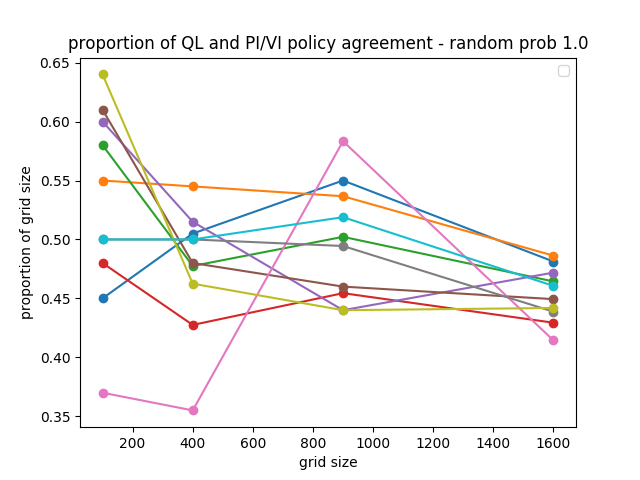 proportion of QL and PI/VI policy agreement - random prob 1.0
0.65
0.60
0.55
0.50
0.45
0.40
0.35
proportion of grid size
200 400 600 800 1000 1200 1400 1600
grid size